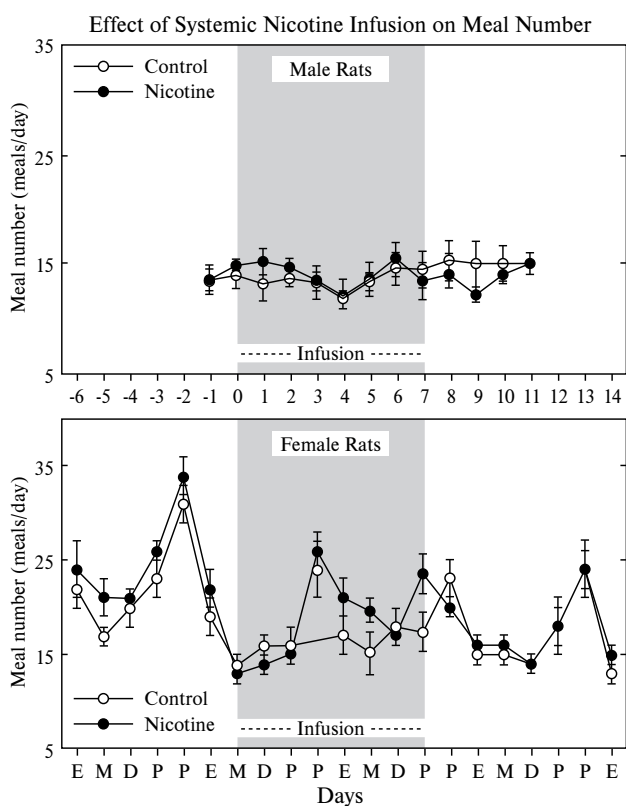 Effect of Systemic Nicotine Infusion on Meal Number
35
25
15
5
Meal number (meals/day)
Control
Nicotine
Male Rats
Infusion
-6 -5 -4 -3 -2 -1 0 1 2 3 4 5 6 7 8 9 10 11 12 13 14
35
25
15
5
Meal number (meals/day)
Female Rats
Control
Nicotine
Infusion
E M D P P E M D P P E M D P P E M D P P E
Days